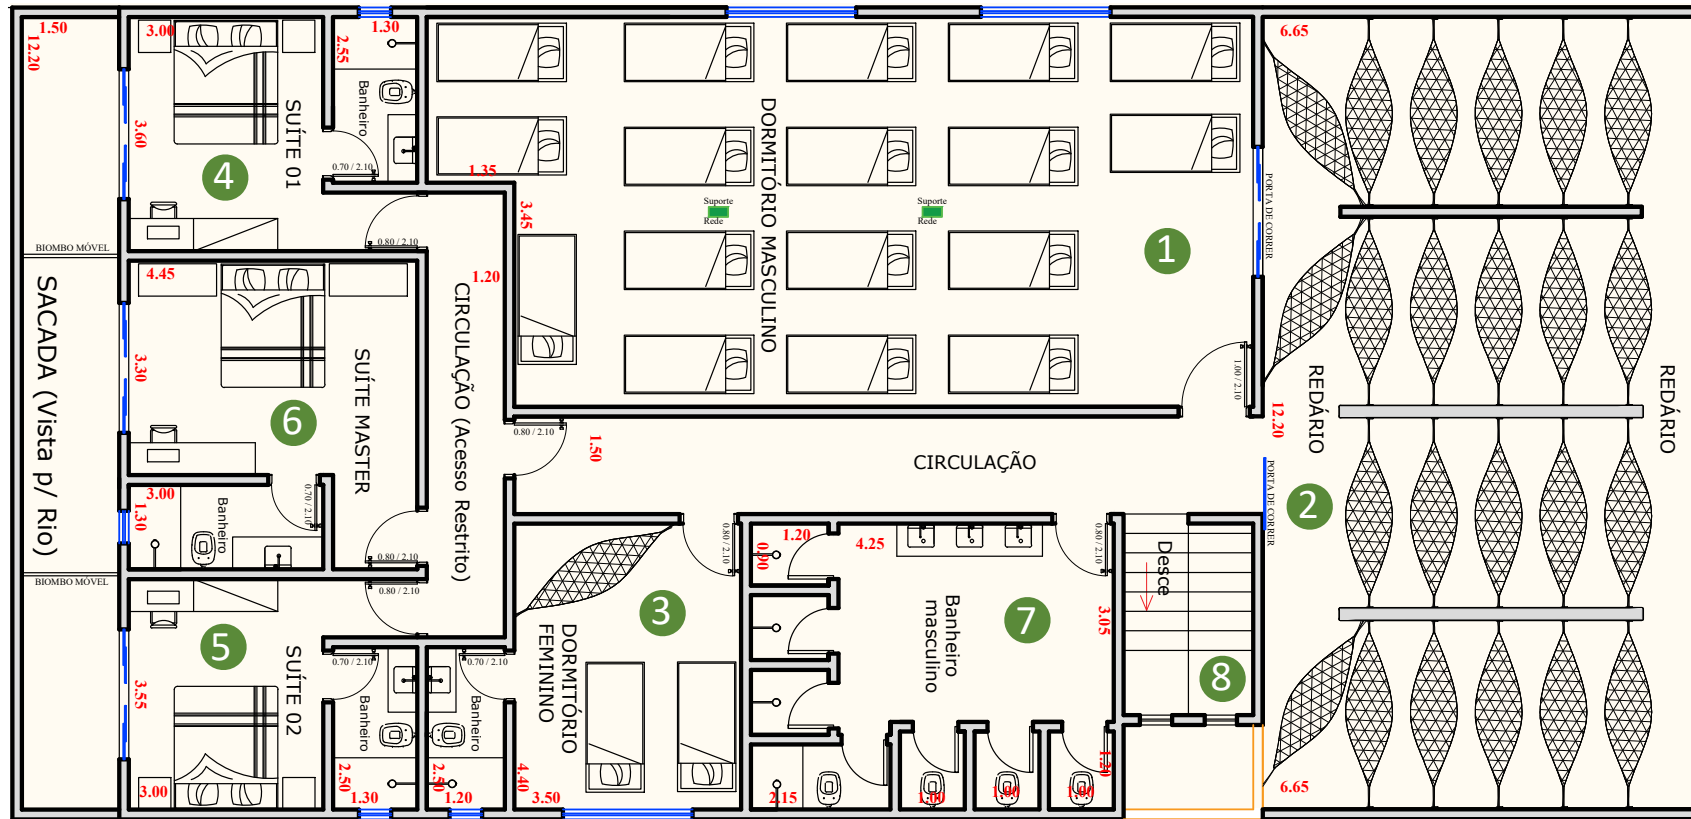 1.50
12.20
3.00
2.55
1.30
6.65
3.60
SUÍTE 01
Banheiro
0.70 / 2.10
4
1.35
3.45
DORMITÓRIO MASCULINO
Suporte
Rede
Suporte
Rede
1
PORTA DE CORRER
BIOMBO MÓVEL
0.80 / 2.10
4.45
1.20
CIRCULAÇÃO (Acesso Restrito)
SACADA (Vista p/ Rio)
3.30
SUÍTE MASTER
6
1.00 / 2.10
REDÁRIO
REDÁRIO
12.20
0.80 / 2.10
1.50
CIRCULAÇÃO
PORTA DE CORRER
2
3.00
1.30
Banheiro
0.70 / 2.10
0.80 / 2.10
0.80 / 2.10
BIOMBO MÓVEL
0.80 / 2.10
0.90
1.20
4.25
0.80 / 2.10
Desce
3
DORMITÓRIO
FEMININO
Banheiro
masculino
7
3.05
5
SUÍTE 02
3.55
0.70 / 2.10
0.70 / 2.10
Banheiro
Banheiro
8
3.00
2.50
1.30
2.50
1.20
4.40
3.50
2.15
1.00
1.00
1.00
1.20
6.65